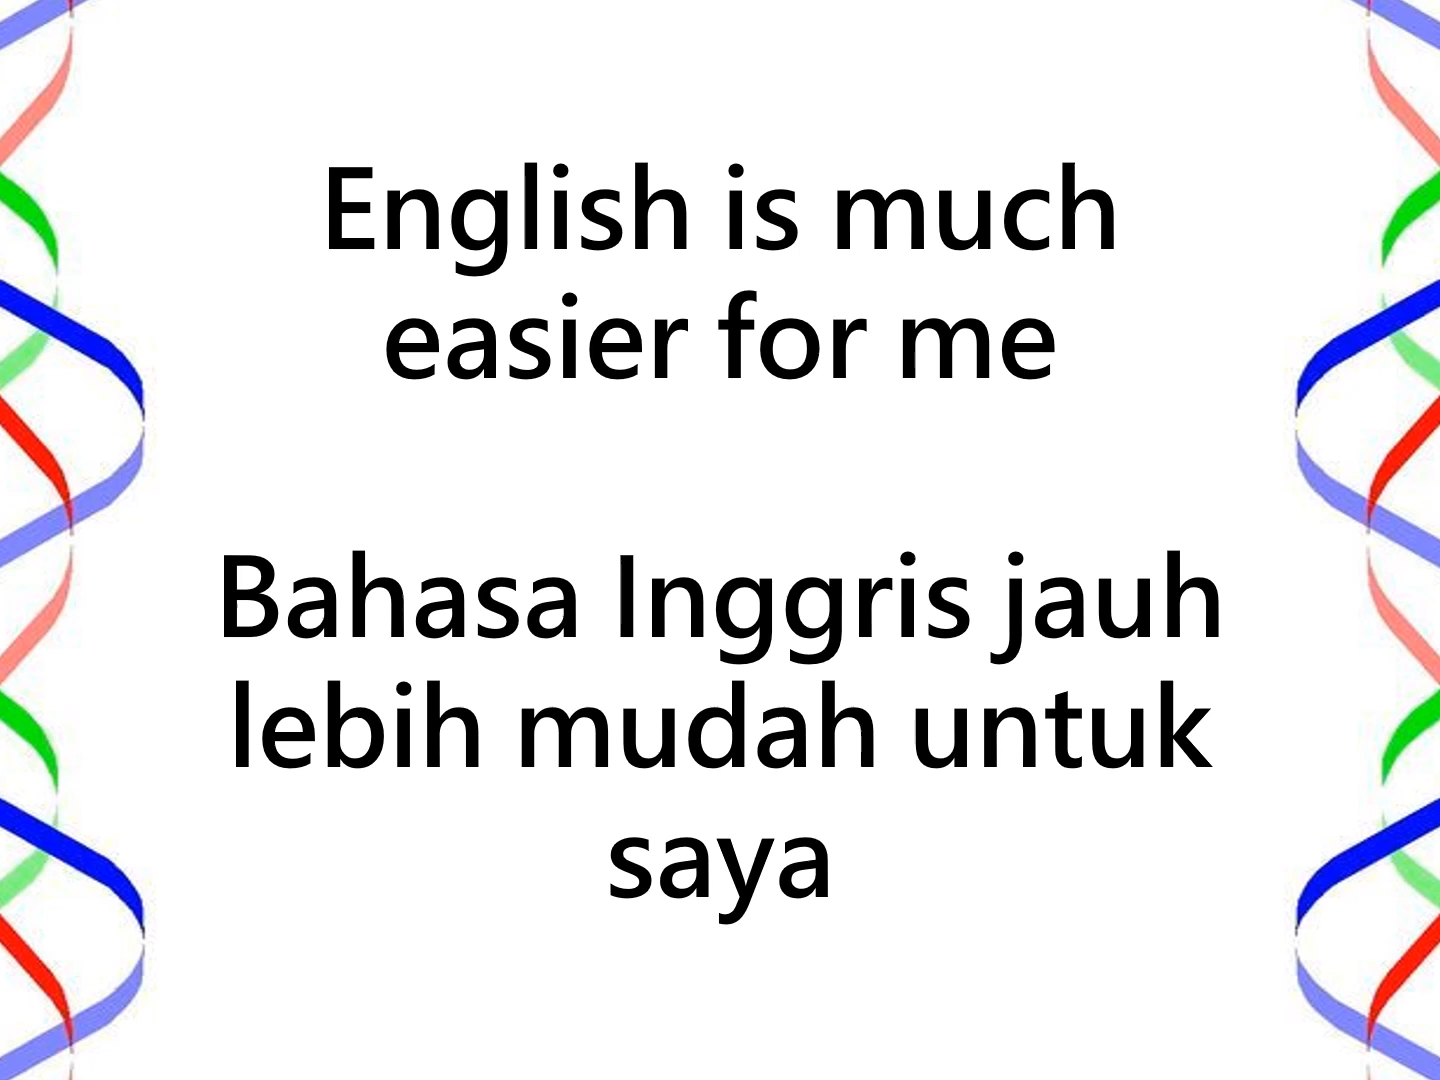 English is much
easier for me
Bahasa Inggris jauh
lebih mudah untuk
saya